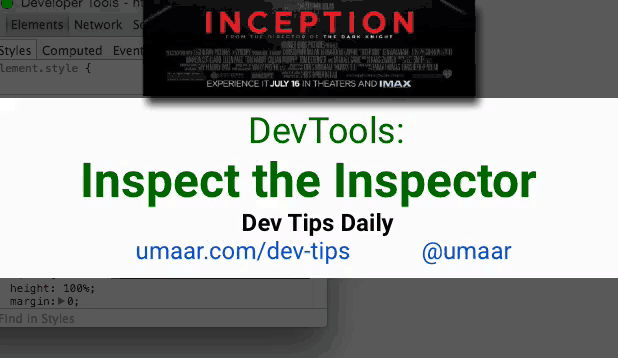 Developer Tools - h
INCEPTION
Elements Network S
FROM THE DIRECTOR OF THE DARK KNIGHT
Styles Computed Event
element.style {
EXPERIENCE IT JULY 16 IN THEATERS AND IMAX
DevTools:
Inspect the Inspector
Dev Tips Daily
umaar.com/dev-tips @umaar
height: 100%;
margin:▶0;
Find in Styles